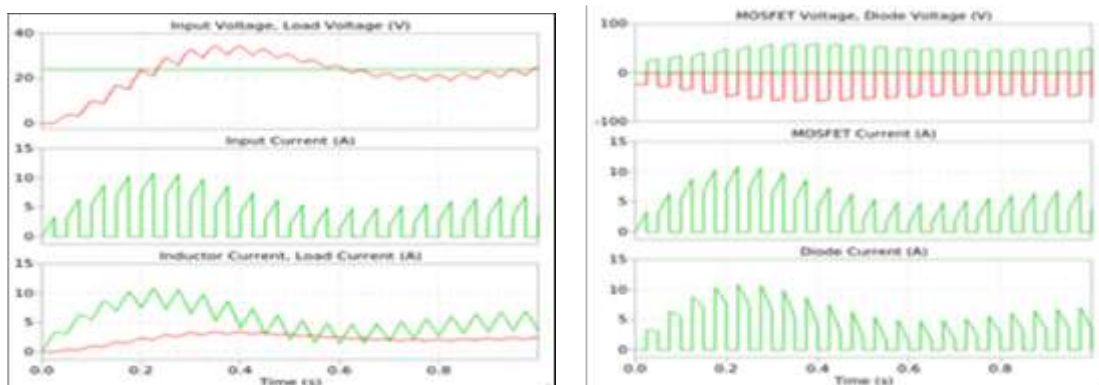 Input Voltage, Load Voltage (V)
40
20
0
Input Current (A)
15
10
5
0
Inductor Current, Load Current (A)
15
10
5
0
0.0 0.2 0.4 0.6 0.8
Time (s)
MOSFET Voltage, Diode Voltage (V)
100
0
-100
MOSFET Current (A)
15
10
5
0
Diode Current (A)
15
10
5
0
0.0 0.2 0.4 0.6 0.8
Time (s)